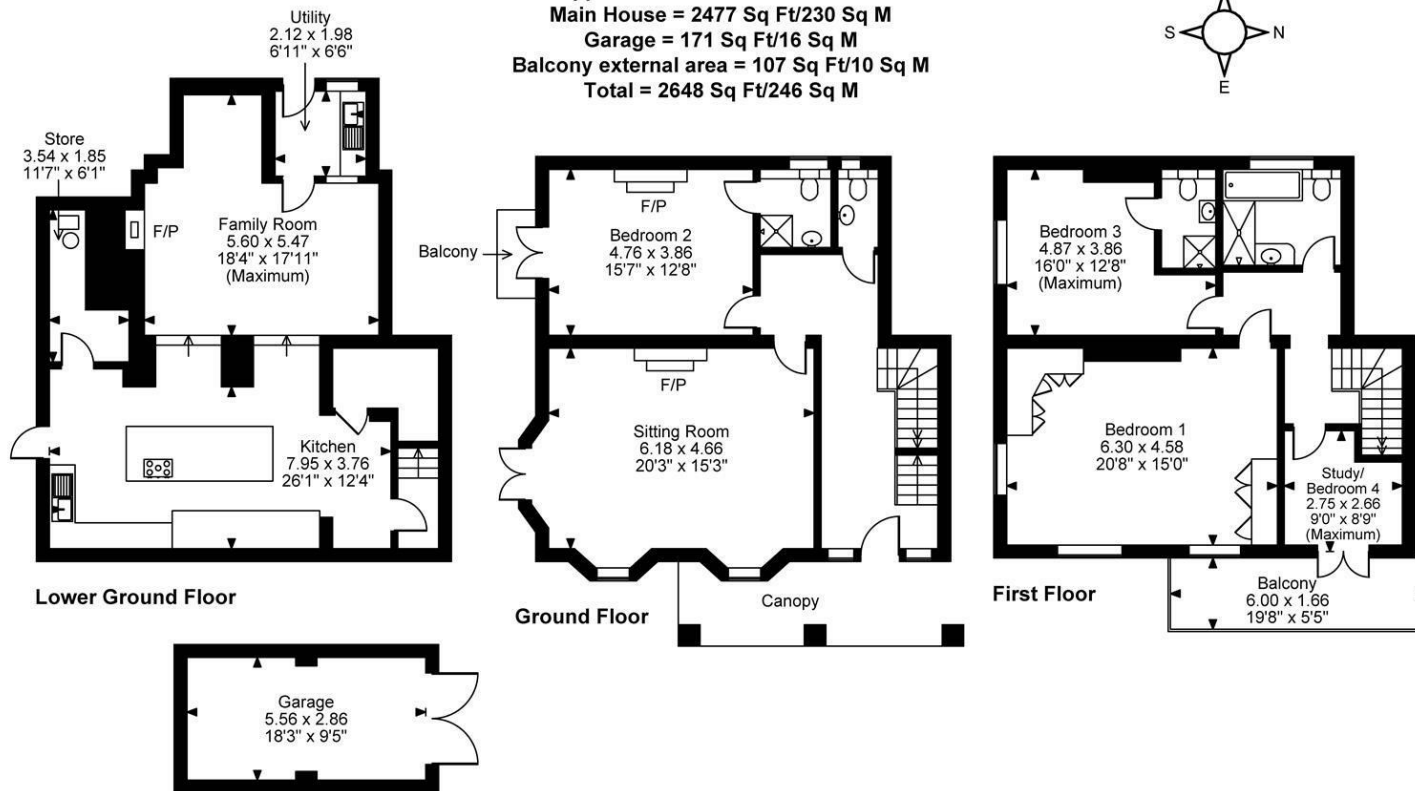 Main House = 2477 Sq Ft/230 Sq M
Garage = 171 Sq Ft/16 Sq M
Balcony external area = 107 Sq Ft/10 Sq M
Total = 2648 Sq Ft/246 Sq M
S
N
E
Utility
2.12 x 1.98
6'11" x 6'6"
Store
3.54 x 1.85
11'7" x 6'1"
F/P
Family Room
5.60 x 5.47
18'4" x 17'11"
(Maximum)
Kitchen
7.95 x 3.76
26'1" x 12'4"
Lower Ground Floor
Balcony
F/P
Bedroom 2
4.76 x 3.86
15'7" x 12'8"
F/P
Sitting Room
6.18 x 4.66
20'3" x 15'3"
Canopy
Ground Floor
Bedroom 3
4.87 x 3.86
16'0" x 12'8"
(Maximum)
Bedroom 1
6.30 x 4.58
20'8" x 15'0"
Study/
Bedroom 4
2.75 x 2.66
9'0" x 8'9"
(Maximum)
Balcony
6.00 x 1.66
19'8" x 5'5"
First Floor
Garage
5.56 x 2.86
18'3" x 9'5"